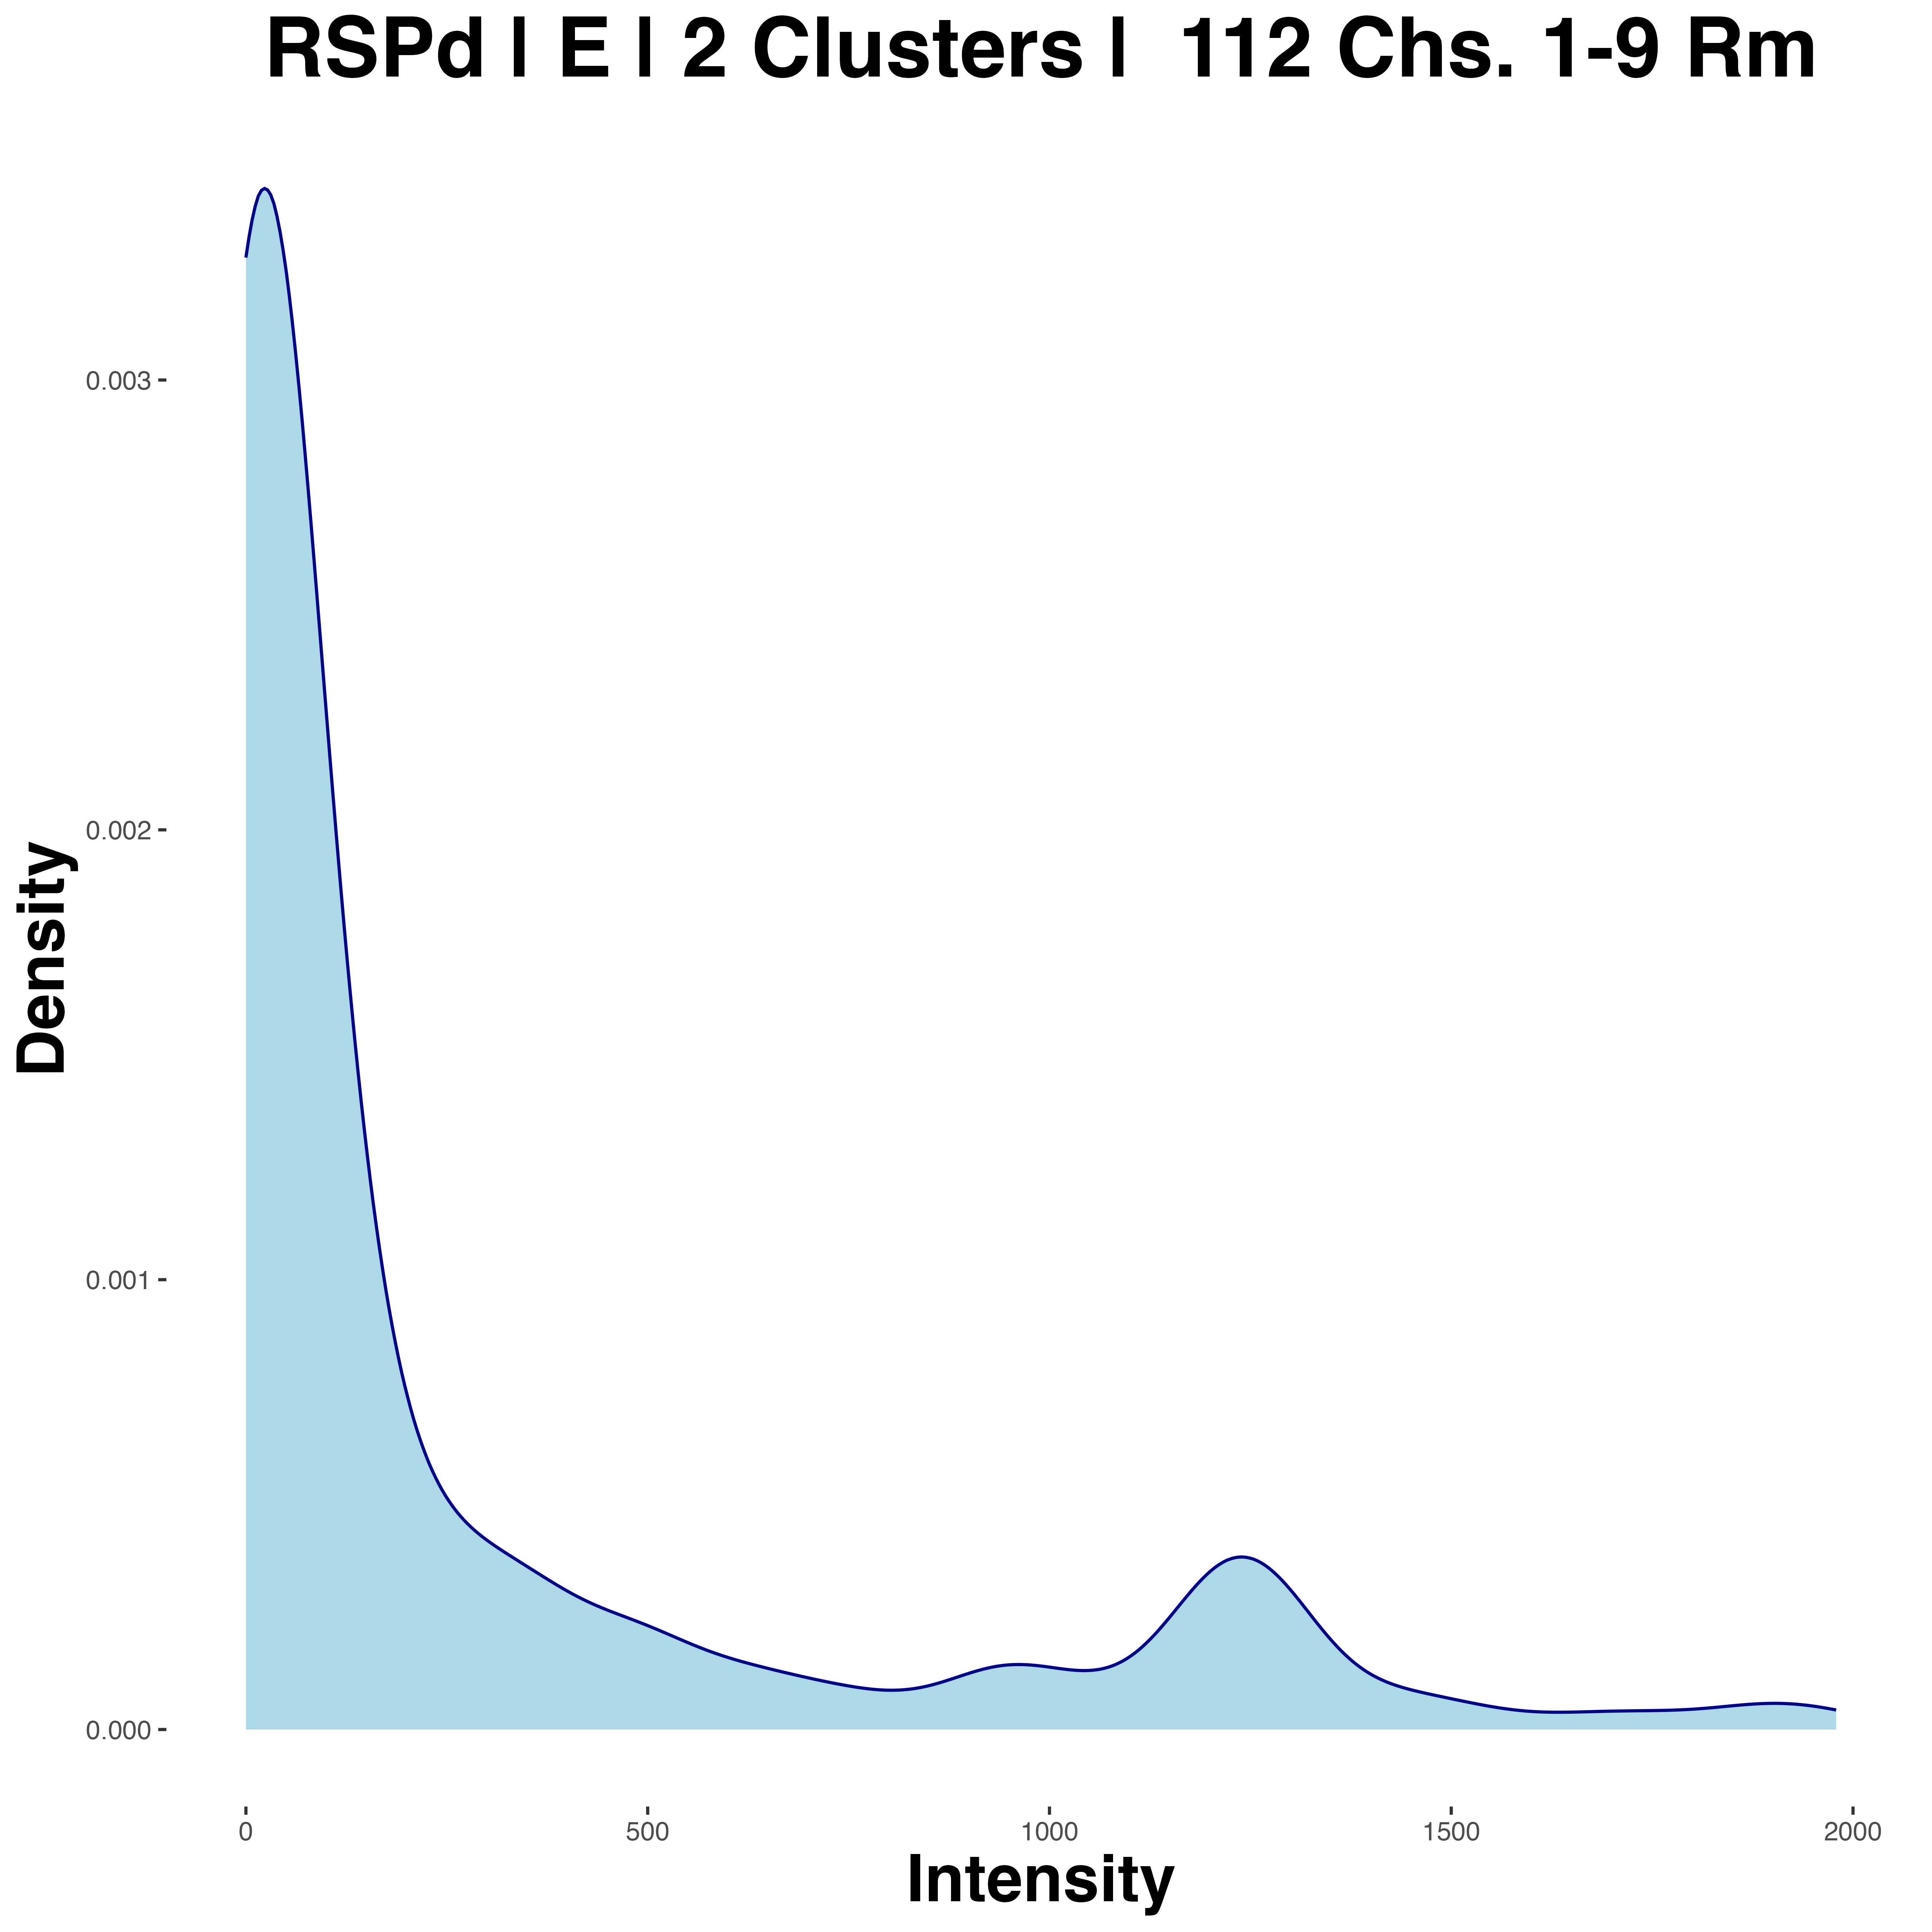 RSPd | E | 2 Clusters |  112 Chs. 1-9 Rm
Density
0.003
0.002
0.001
0.000
0 500 1000 1500 2000
Intensity